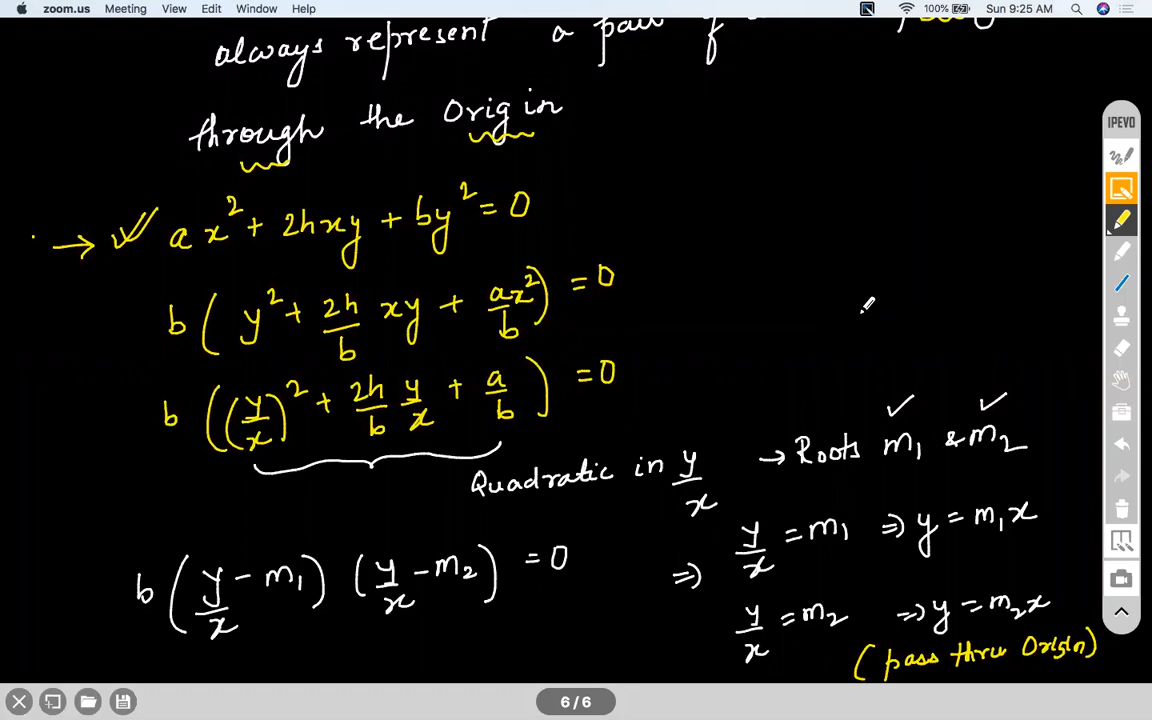 zoom.us Meeting View Edit Window Help 100% Sun 9:25 AM
always represent a pair of
through the Origin
IPEVO
→ ax² + 2hxy + by² = 0
b ( y² + 2h/b xy + ax²/b ) = 0
b ( (y/x)² + 2h/b y/x + a/b ) = 0
Quadratic in y/x → Roots m₁ & m₂
b ( y/x - m₁ ) ( y/x - m₂ ) = 0
⇒ y/x = m₁ ⇒ y = m₁x
y/x = m₂ ⇒ y = m₂x
(pass thru Origin)
6/6